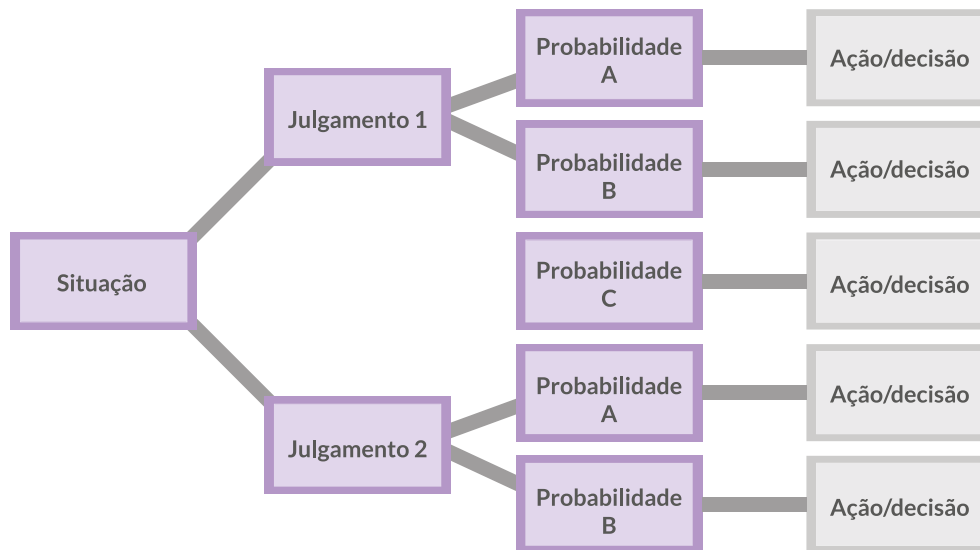 Probabilidade
A
Ação/decisão
Julgamento 1
Probabilidade
B
Ação/decisão
Situação
Probabilidade
C
Ação/decisão
Probabilidade
A
Ação/decisão
Julgamento 2
Probabilidade
B
Ação/decisão